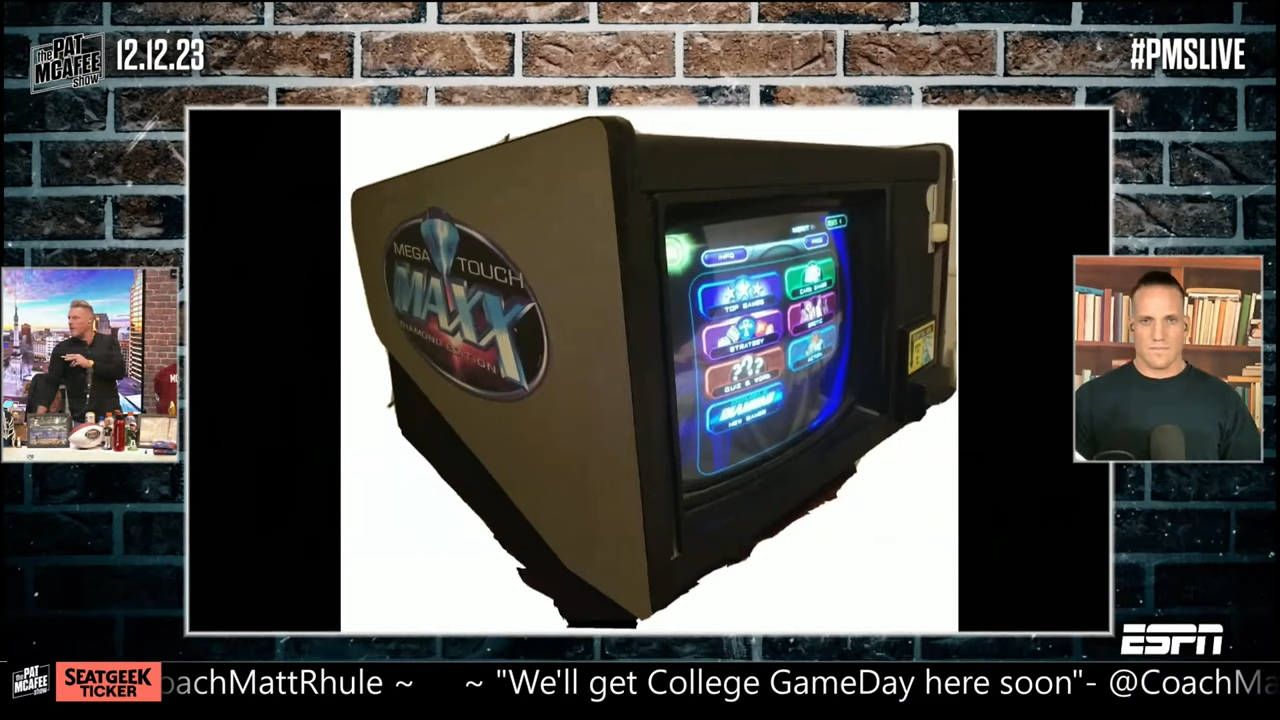 the PAT MCAFEE show
12.12.23
#PMSLIVE
MEGA TOUCH
MAXX
DIAMOND EDITION
INFO
TOP GAMES
CARD GAMES
STRATEGY
EROTIC
QUIZ & WORD
ACTION
DIAMOND
NEW GAMES
ESPN
the PAT MCAFEE show
SEATGEEK
TICKER
oachMattRhule ~ ~ "We'll get College GameDay here soon"- @CoachMa